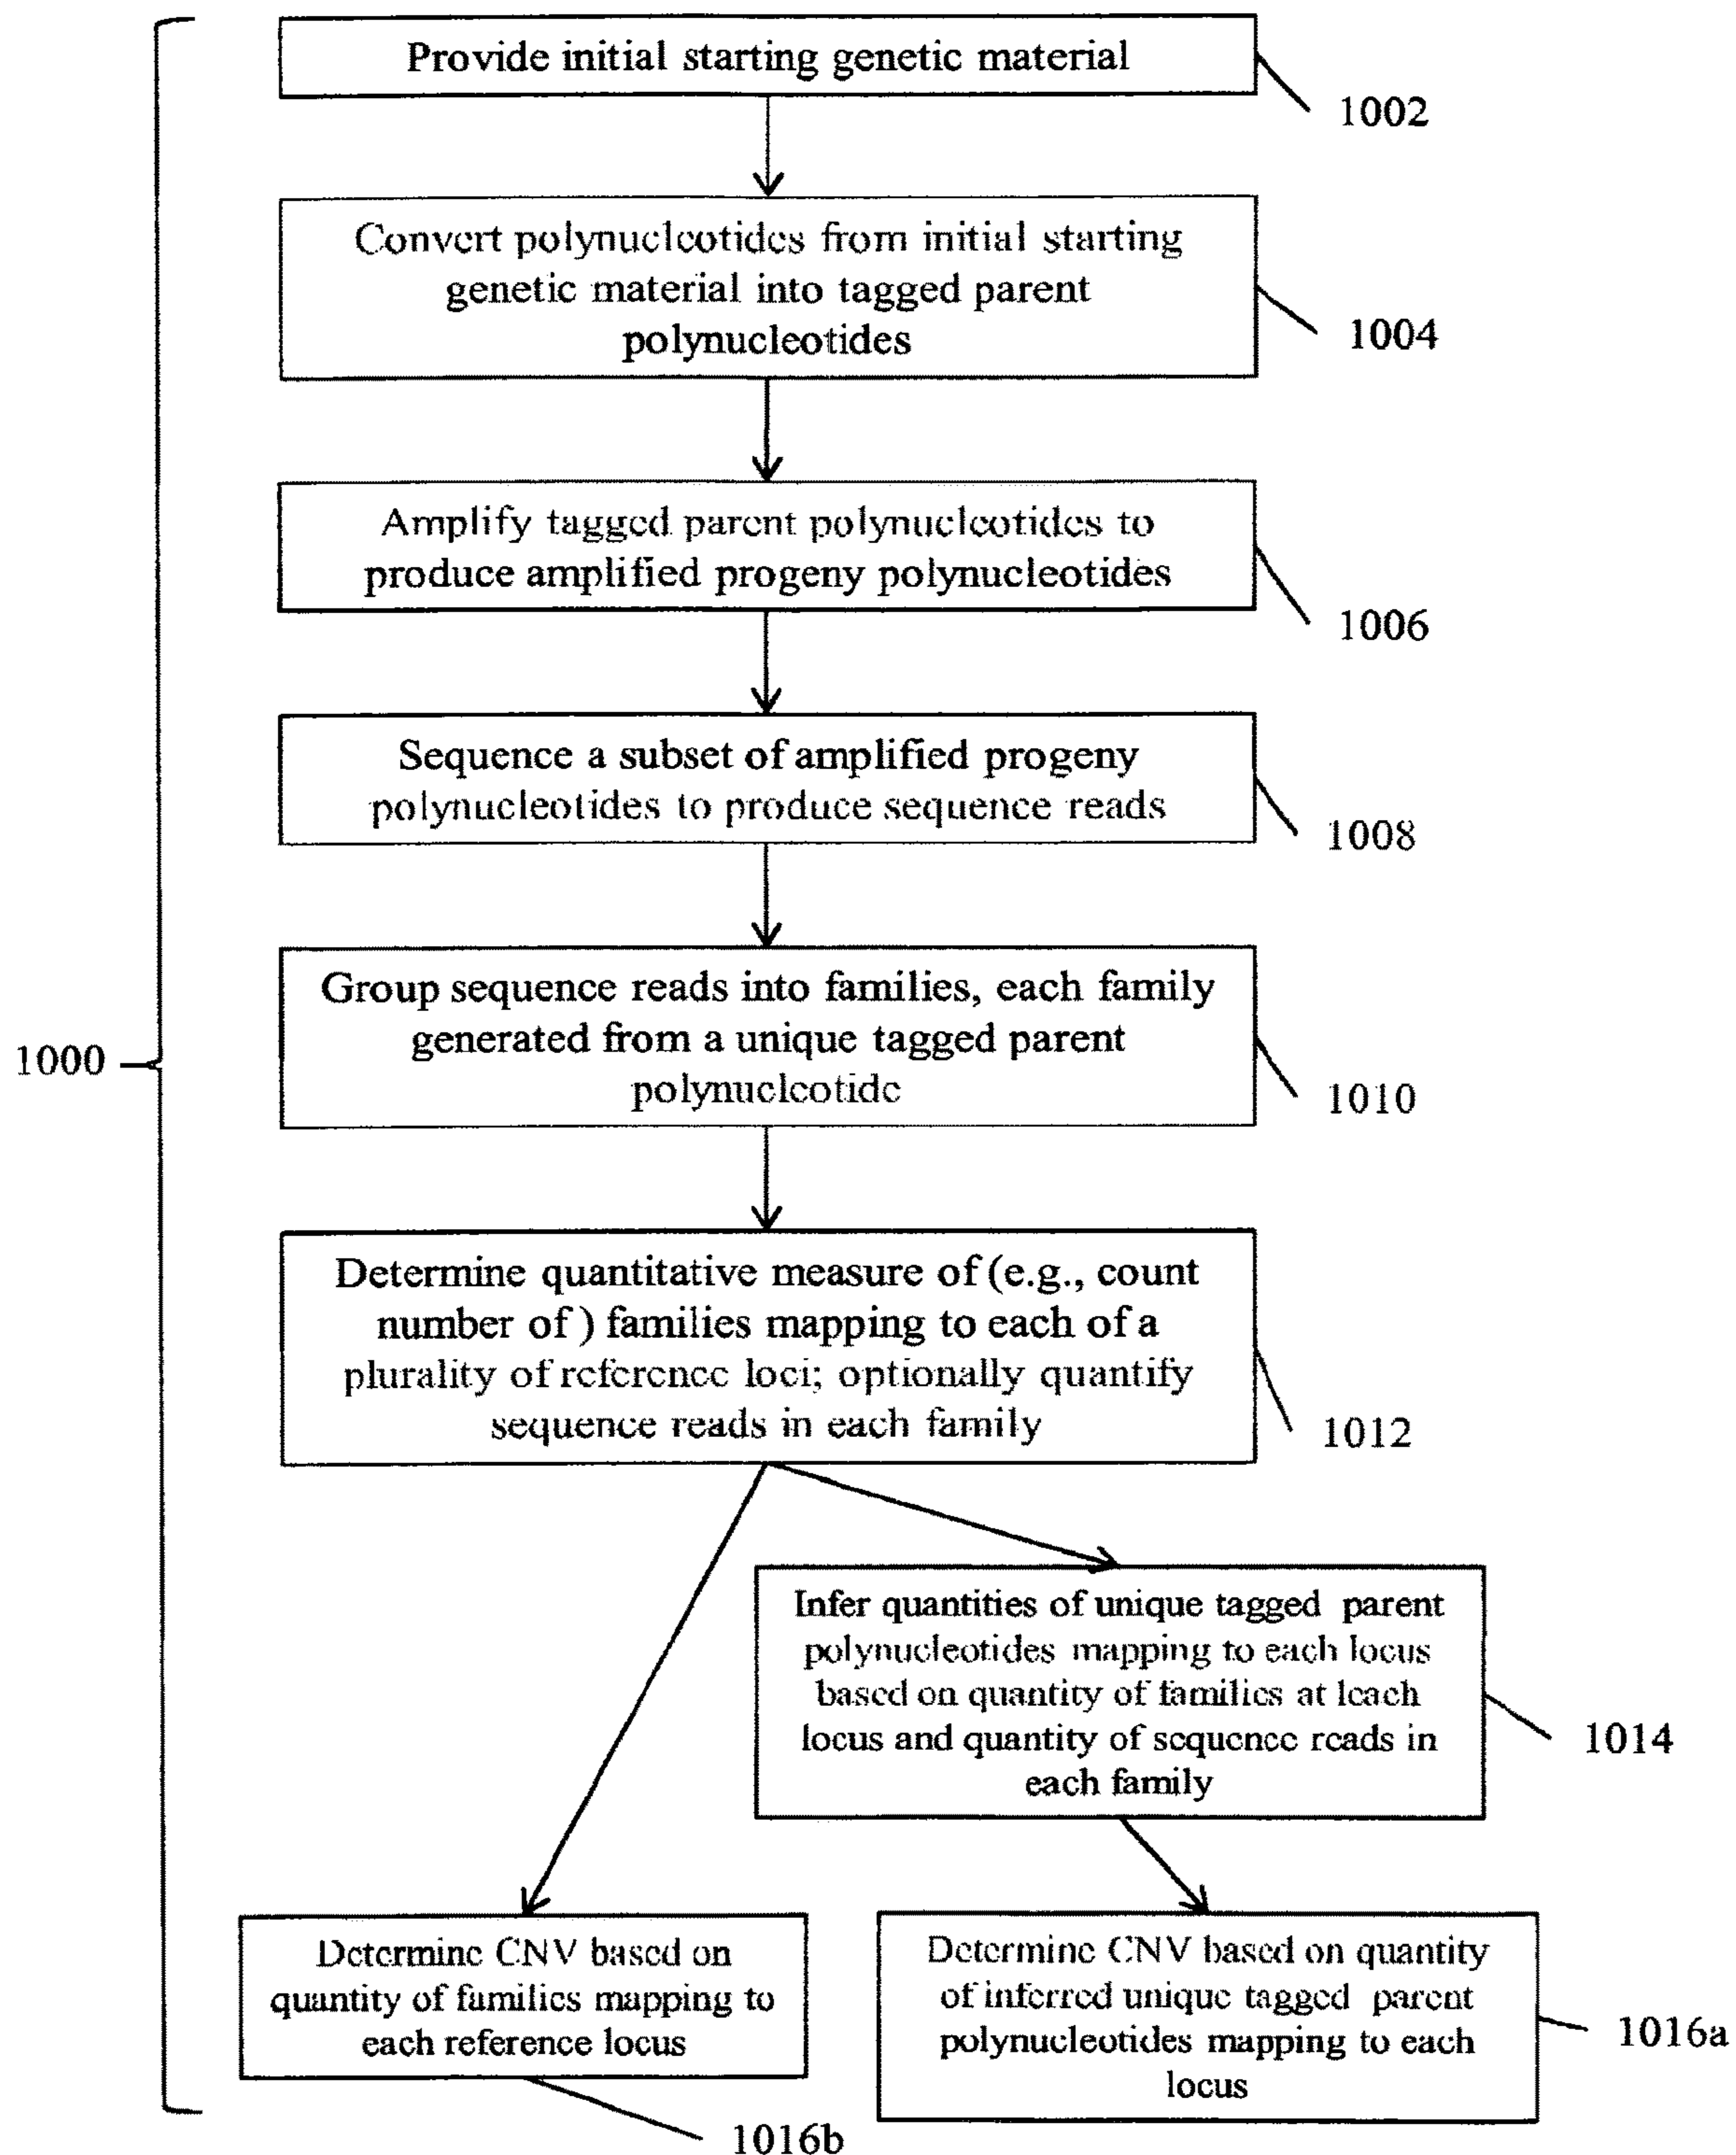 Provide initial starting genetic material
1002
Convert polynucleotides from initial starting
genetic material into tagged parent
polynucleotides
1004
Amplify tagged parent polynucleotides to
produce amplified progeny polynucleotides
1006
Sequence a subset of amplified progeny
polynucleotides to produce sequence reads
1008
Group sequence reads into families, each family
generated from a unique tagged parent
polynucleotide
1000
1010
Determine quantitative measure of (e.g., count
number of ) families mapping to each of a
plurality of reference loci; optionally quantify
sequence reads in each family
1012
Infer quantities of unique tagged parent
polynucleotides mapping to each locus
based on quantity of families at leach
locus and quantity of sequence reads in
each family
1014
Determine CNV based on
quantity of families mapping to
each reference locus
1016b
Determine CNV based on quantity
of inferred unique tagged parent
polynucleotides mapping to each
locus
1016a